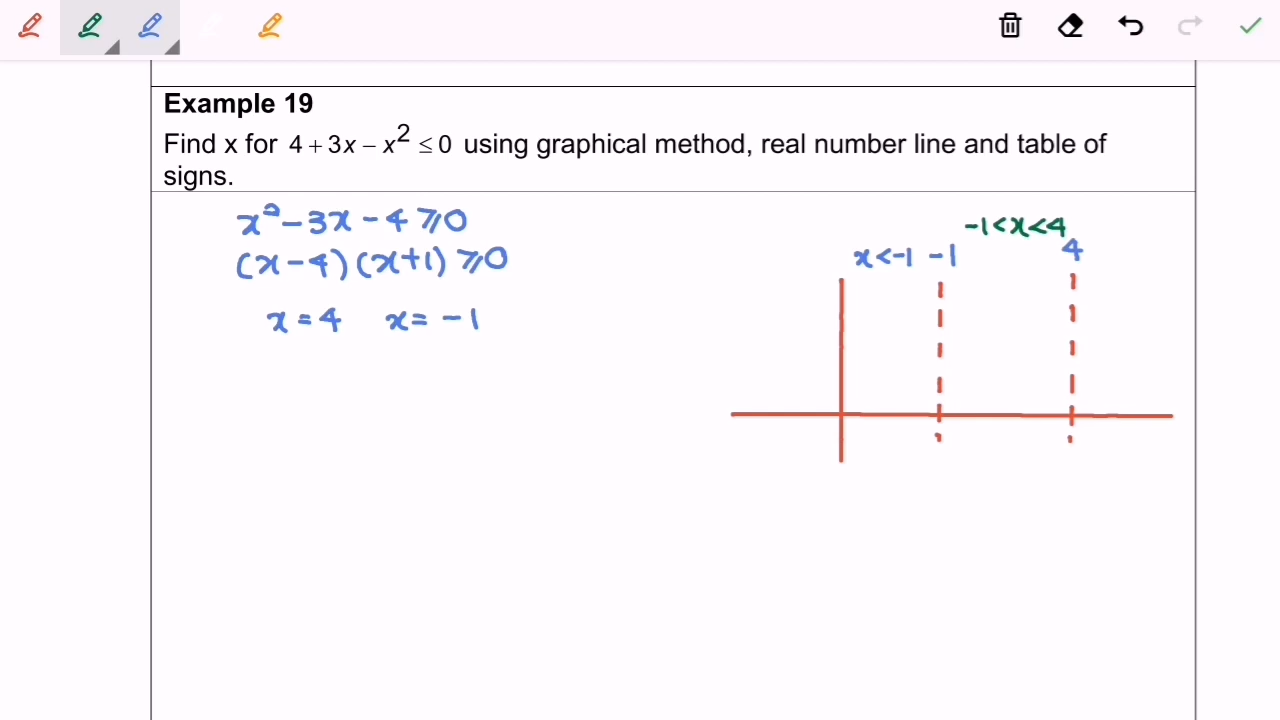 Example 19
Find x for 4 + 3x − x² ≤ 0 using graphical method, real number line and table of
signs.
x² − 3x − 4 ⩾ 0
(x − 4) (x + 1) ⩾ 0
x = 4 x = −1
−1 < x < 4
x < −1 −1 4